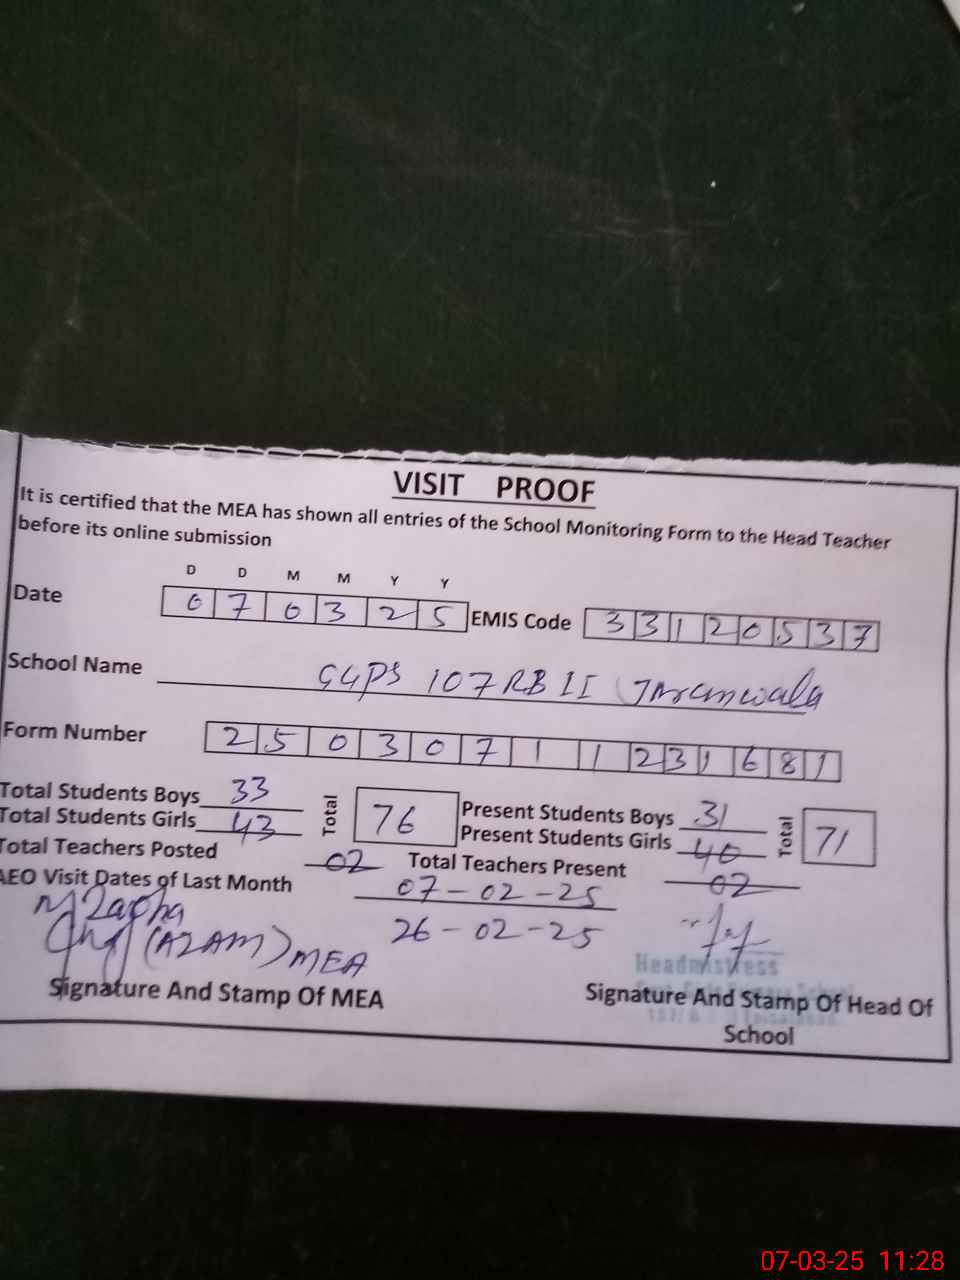 VISIT PROOF
It is certified that the MEA has shown all entries of the School Monitoring Form to the Head Teacher
before its online submission
D D M M Y Y
Date 0 7 0 3 2 5 EMIS Code 3 3 1 2 0 5 3 7
School Name GGPS 107 RB II Jaranwala
Form Number 2 5 0 3 0 7 1 1 2 3 1 6 8 1
Total Students Boys 33 Present Students Boys 31
Total Students Girls 43 Total 76 Present Students Girls 40 Total 71
Total Teachers Posted 02 Total Teachers Present 02
AEO Visit Dates of Last Month 07-02-25
26-02-25
(AZAM) MEA
Headmistress
Signature And Stamp Of MEA Signature And Stamp Of Head Of
School
07-03-25 11:28